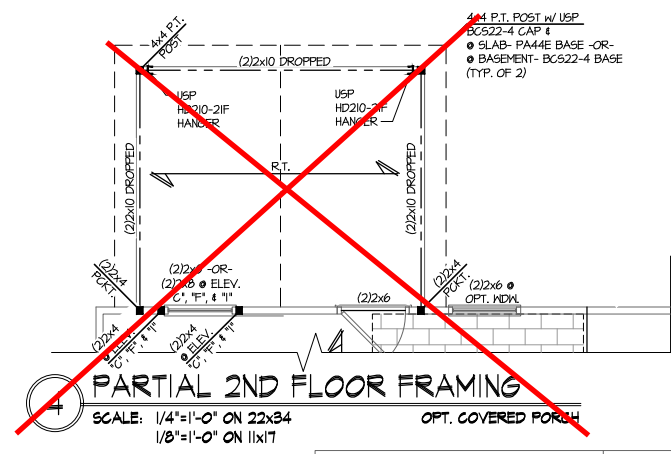 4x4 P.T.
POST
4x4 P.T. POST W/ USP
BCS22-4 CAP &
@ SLAB- PA44E BASE -OR-
@ BASEMENT- BCS22-4 BASE
(TYP. OF 2)
(2)2x10 DROPPED
USP
HD210-2IF
HANGER
USP
HD210-2IF
HANGER
(2)2x10 DROPPED
(2)2x10 DROPPED
R.T.
(2)2x4
PCKT.
-OR-
(2)2x8 @ ELEV.
"C", "F", & "I"
(2)2x6
(2)2x4
PCKT.
(2)2x6 @
OPT. WDW.
(2)2x4
@ ELEV.
"C", "F", & "I"
(2)2x4
@ ELEV.
"C", "F", & "I"
4
PARTIAL 2ND FLOOR FRAMING
SCALE: 1/4"=1'-0" ON 22x34
1/8"=1'-0" ON 11x17
OPT. COVERED PORCH